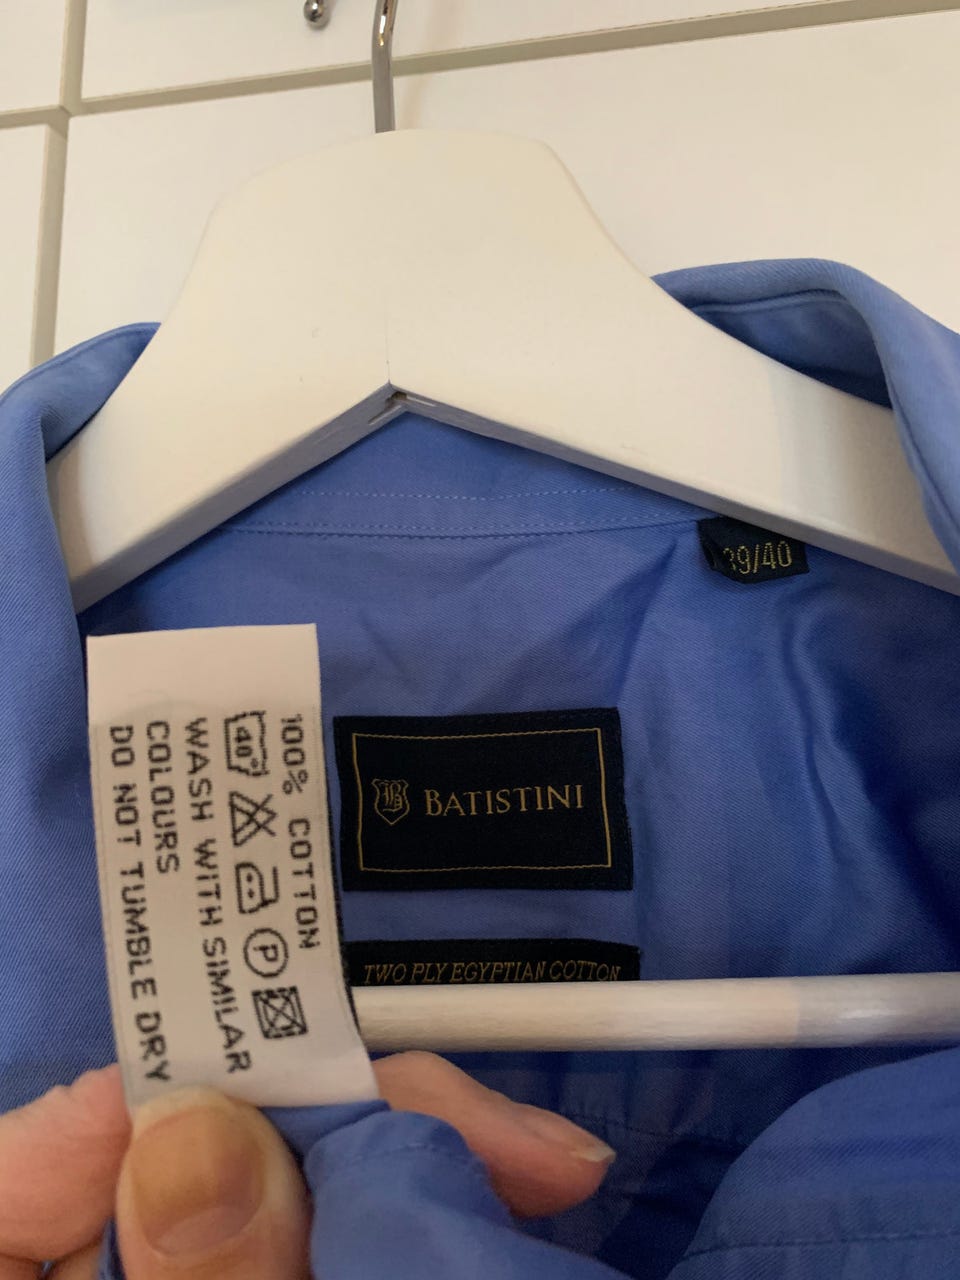 39/40
BATISTINI
TWO PLY EGYPTIAN COTTON
100% COTTON
40°
P
WASH WITH SIMILAR
COLOURS
DO NOT TUMBLE DRY